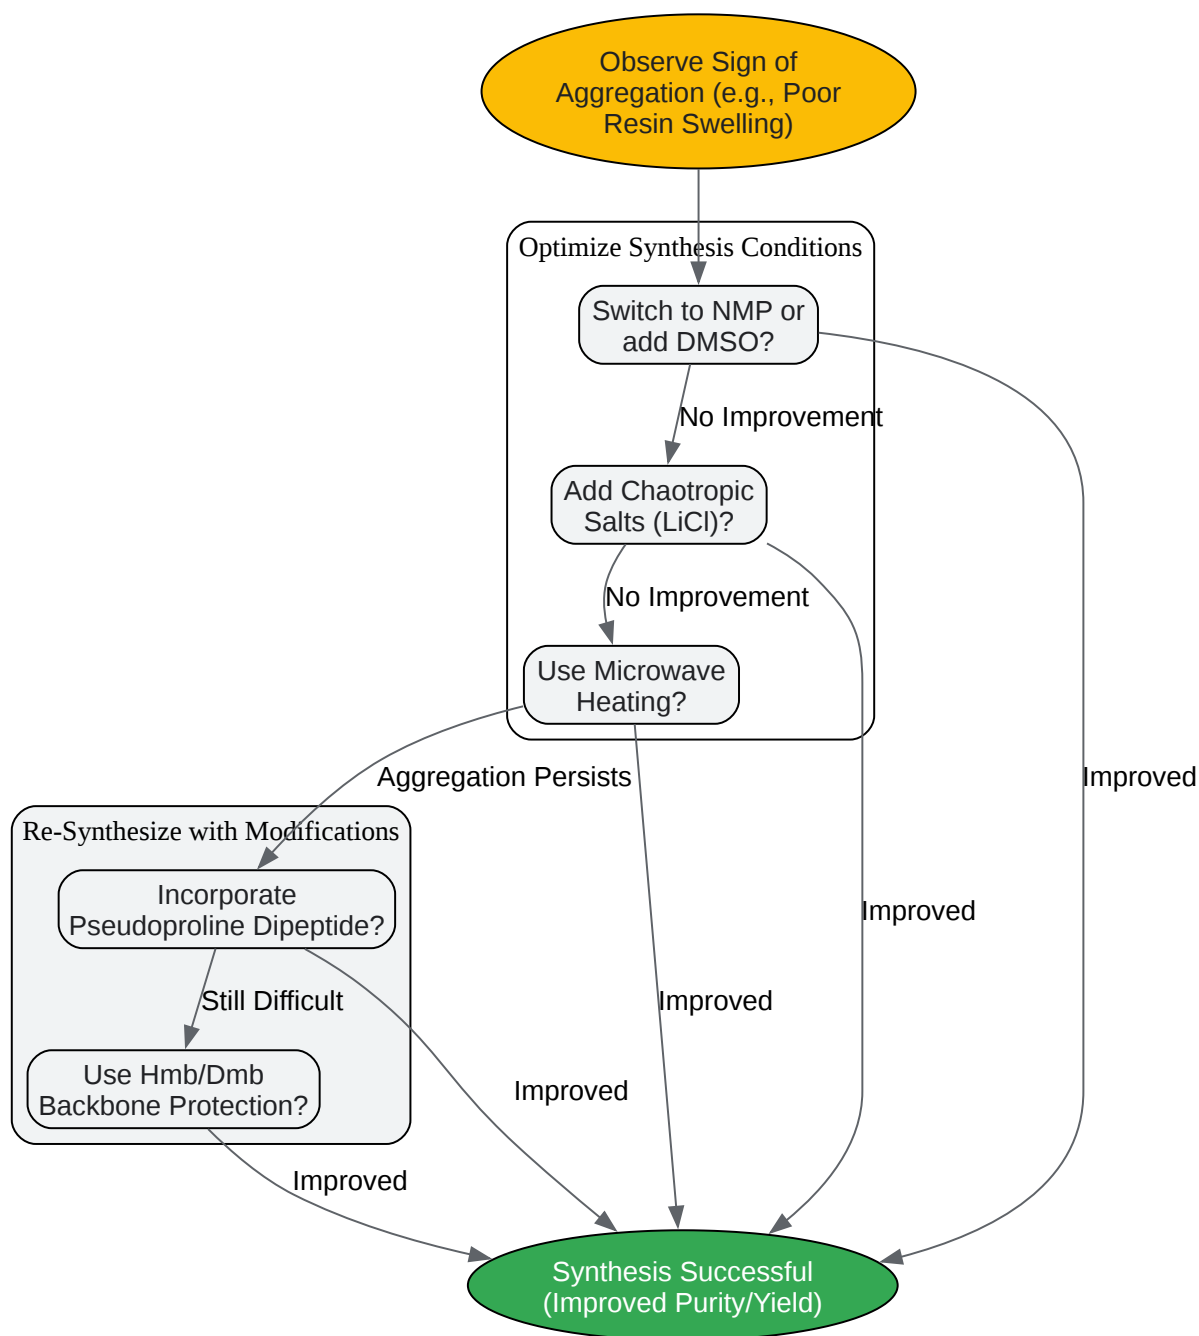 Observe Sign of
Aggregation (e.g., Poor
Resin Swelling)
Optimize Synthesis Conditions
Switch to NMP or
add DMSO?
No Improvement
Add Chaotropic
Salts (LiCl)?
No Improvement
Use Microwave
Heating?
Aggregation Persists
Improved
Re-Synthesize with Modifications
Incorporate
Pseudoproline Dipeptide?
Improved
Still Difficult
Improved
Use Hmb/Dmb
Backbone Protection?
Improved
Improved
Synthesis Successful
(Improved Purity/Yield)